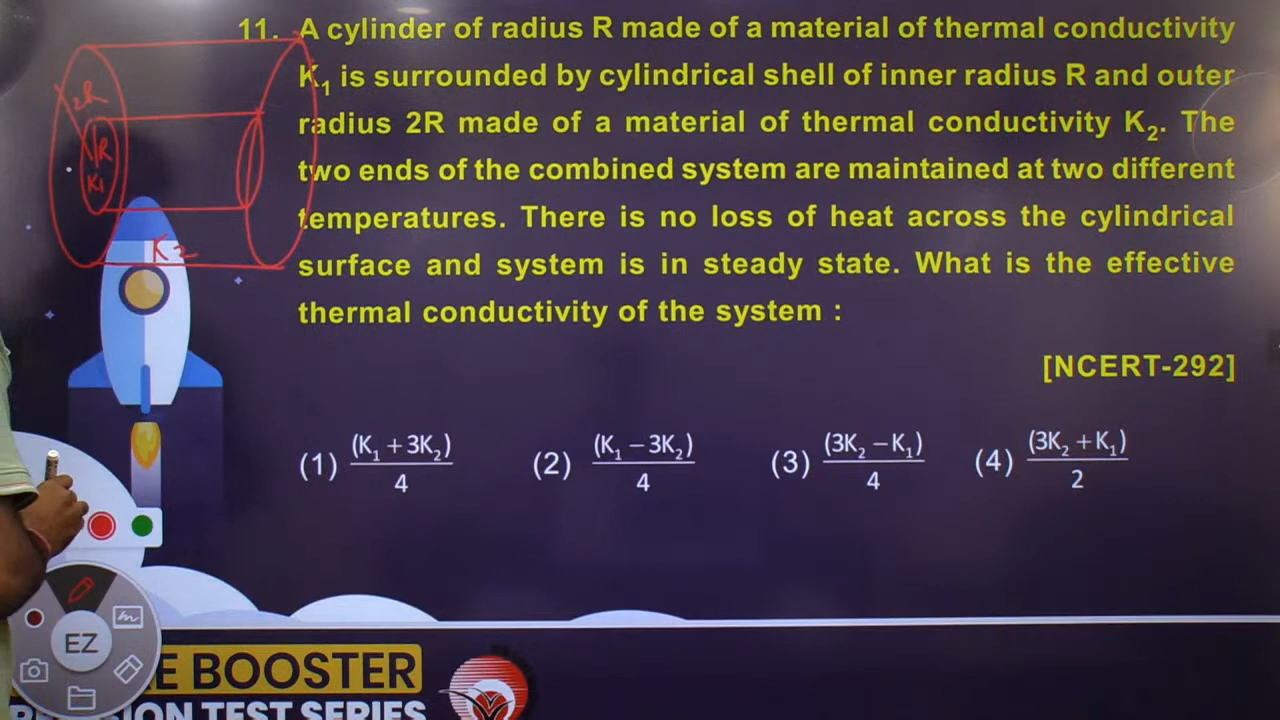 11. A cylinder of radius R made of a material of thermal conductivity
K₁ is surrounded by cylindrical shell of inner radius R and outer
radius 2R made of a material of thermal conductivity K₂. The
two ends of the combined system are maintained at two different
temperatures. There is no loss of heat across the cylindrical
surface and system is in steady state. What is the effective
thermal conductivity of the system :
[NCERT-292]
(1) (K₁ + 3K₂)/4 (2) (K₁ − 3K₂)/4 (3) (3K₂ − K₁)/4 (4) (3K₂ + K₁)/2
2R
R
K₁
K₂
EZ
E BOOSTER
SION TEST SERIES